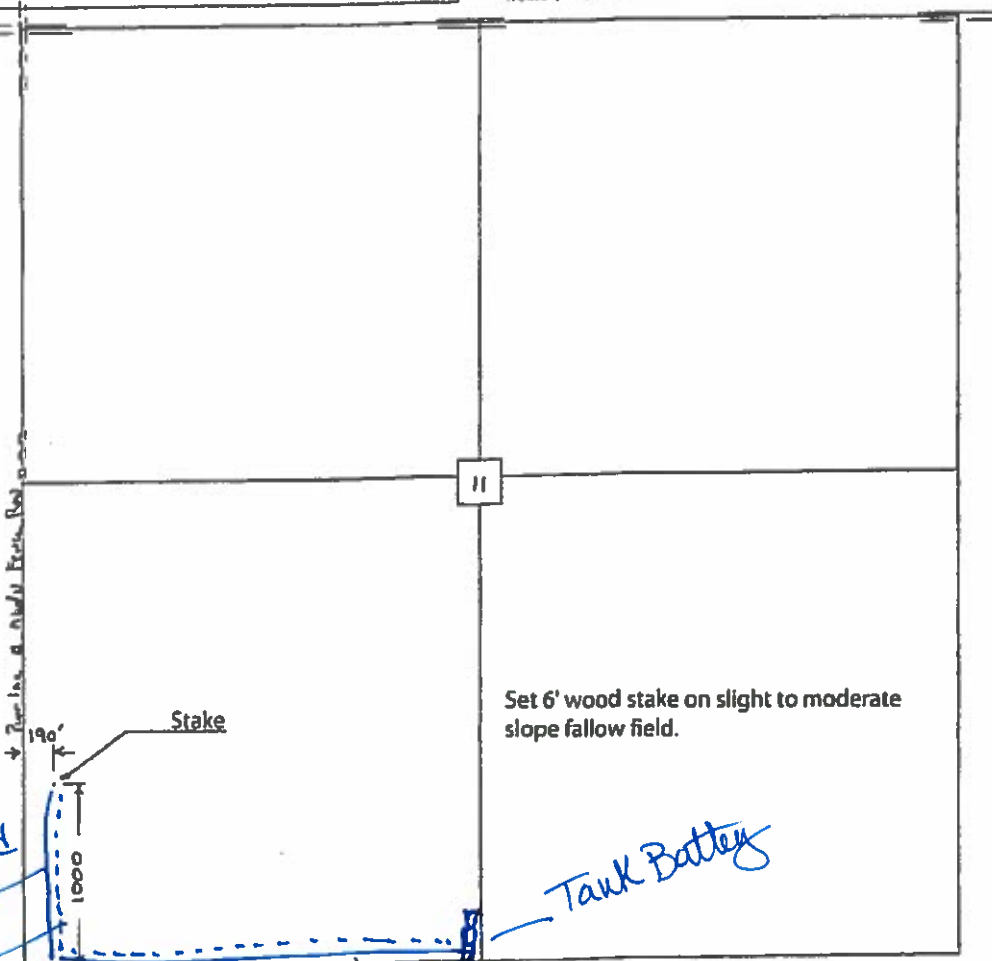 11
190'
Stake
Set 6' wood stake on slight to moderate
slope fallow field.
1000
Tank Battery